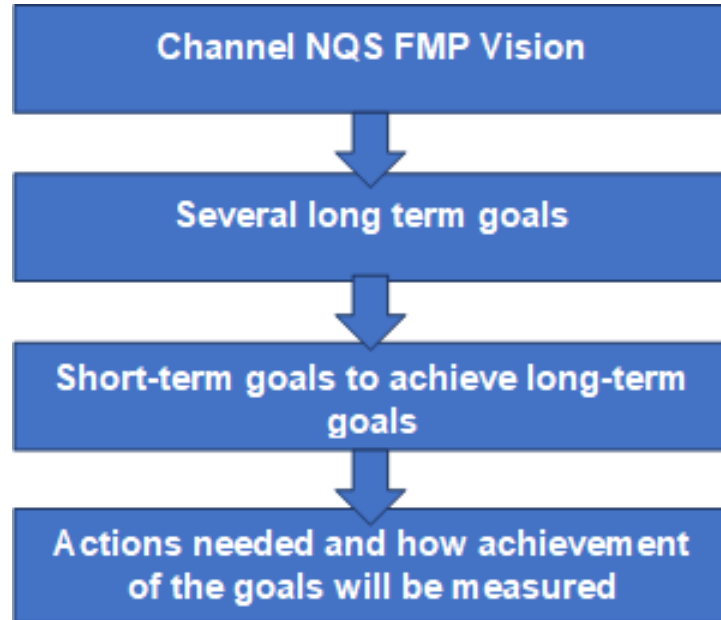 Channel NQS FMP Vision
Several long term goals
Short-term goals to achieve long-term
goals
Actions needed and how achievement
of the goals will be measured